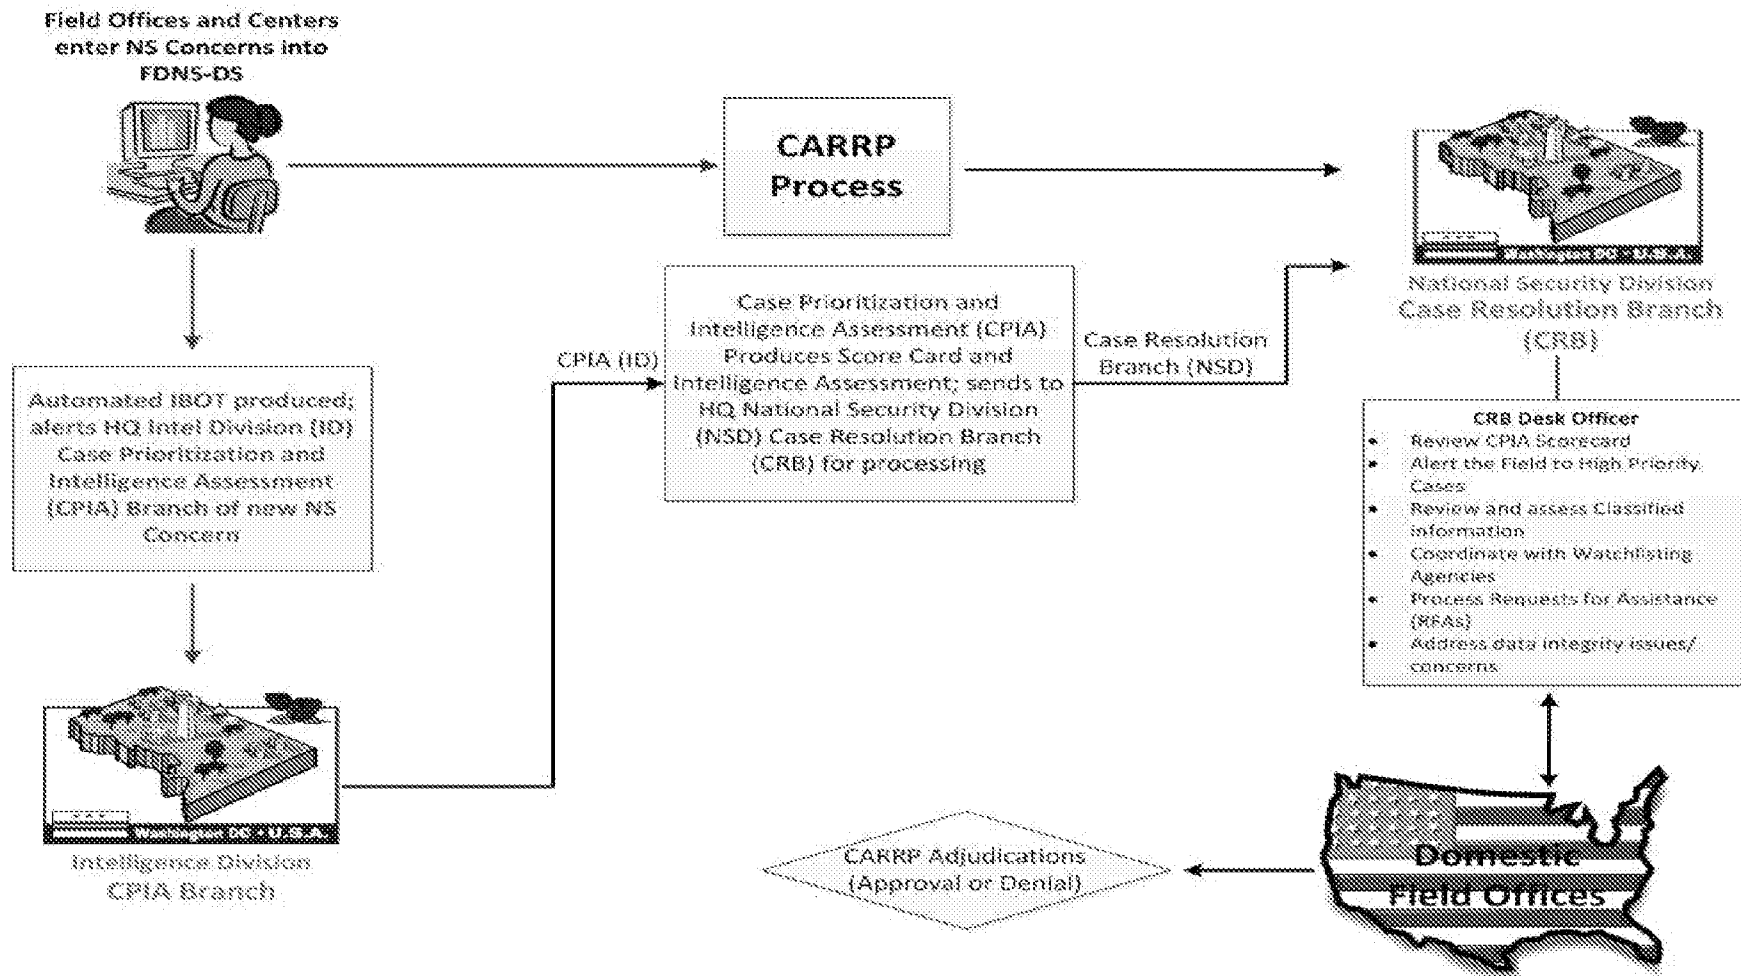 Field Offices and Centers
enter NS Concerns into
FDNS-DS
CARRP
Process
Washington DC - U.S.A.
National Security Division
Case Resolution Branch
(CRB)
Case Prioritization and
Intelligence Assessment (CPIA)
Produces Score Card and
Intelligence Assessment; sends to
HQ National Security Division
(NSD) Case Resolution Branch
(CRB) for processing
CPIA (ID)
Case Resolution
Branch (NSD)
Automated IBOT produced;
alerts HQ Intel Division (ID)
Case Prioritization and
Intelligence Assessment
(CPIA) Branch of new NS
Concern
CRB Desk Officer
• Review CPIA Scorecard
• Alert the Field to High Priority
Cases
• Review and assess Classified
information
• Coordinate with Watchlisting
Agencies
• Process Requests for Assistance
(RFAs)
• Address data integrity issues/
concerns
Washington DC • U.S.A.
Intelligence Division
CPIA Branch
CARRP Adjudications
(Approval or Denial)
Domestic
Field Offices